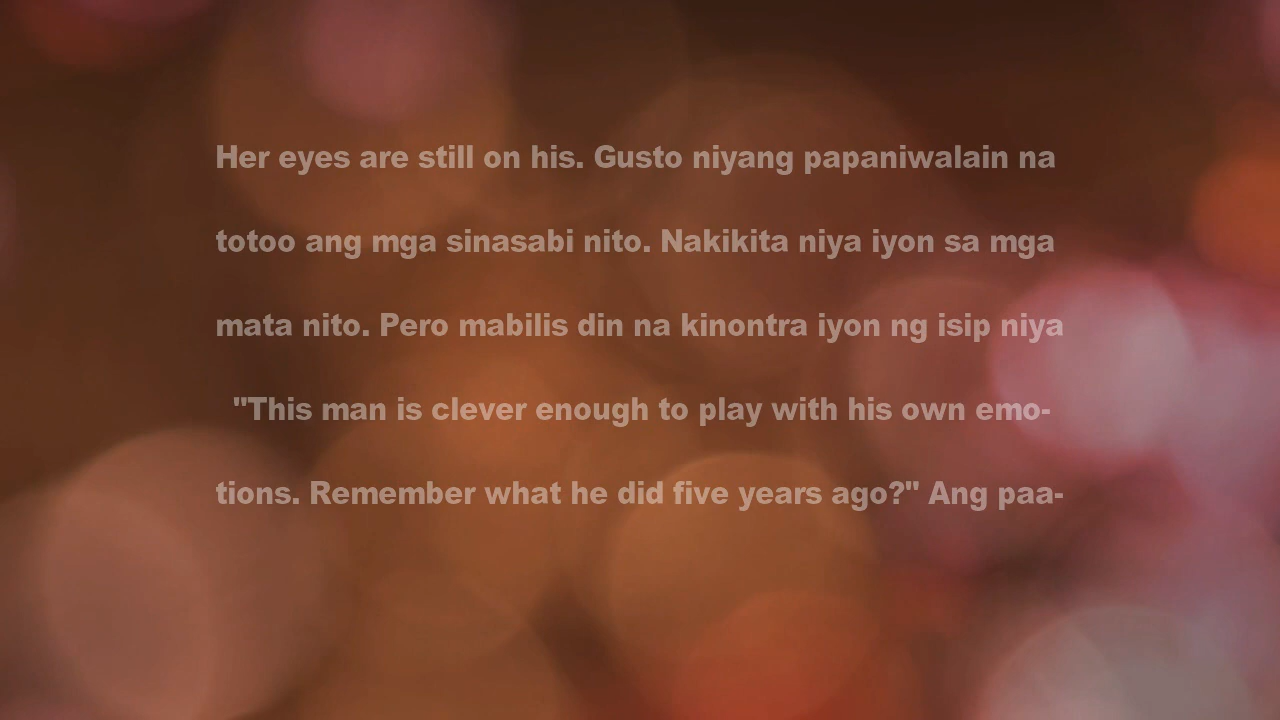 Her eyes are still on his. Gusto niyang papaniwalain na
totoo ang mga sinasabi nito. Nakikita niya iyon sa mga
mata nito. Pero mabilis din na kinontra iyon ng isip niya
"This man is clever enough to play with his own emo-
tions. Remember what he did five years ago?" Ang paa-